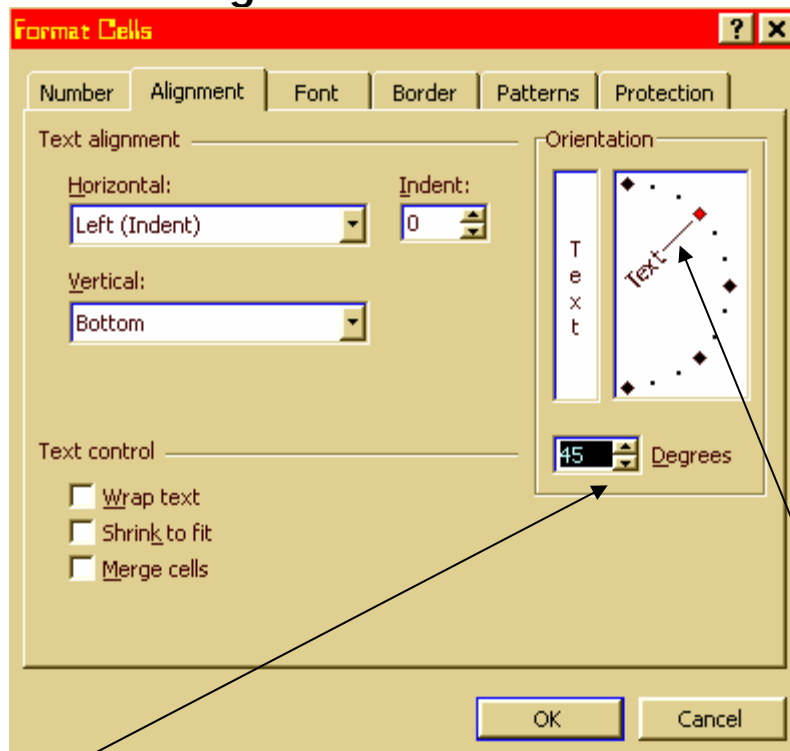 Format Cells
Number Alignment Font Border Patterns Protection
Text alignment
Horizontal:
Left (Indent)
Indent:
0
Vertical:
Bottom
Text control
Wrap text
Shrink to fit
Merge cells
Orientation
Text
Text
45 Degrees
OK Cancel